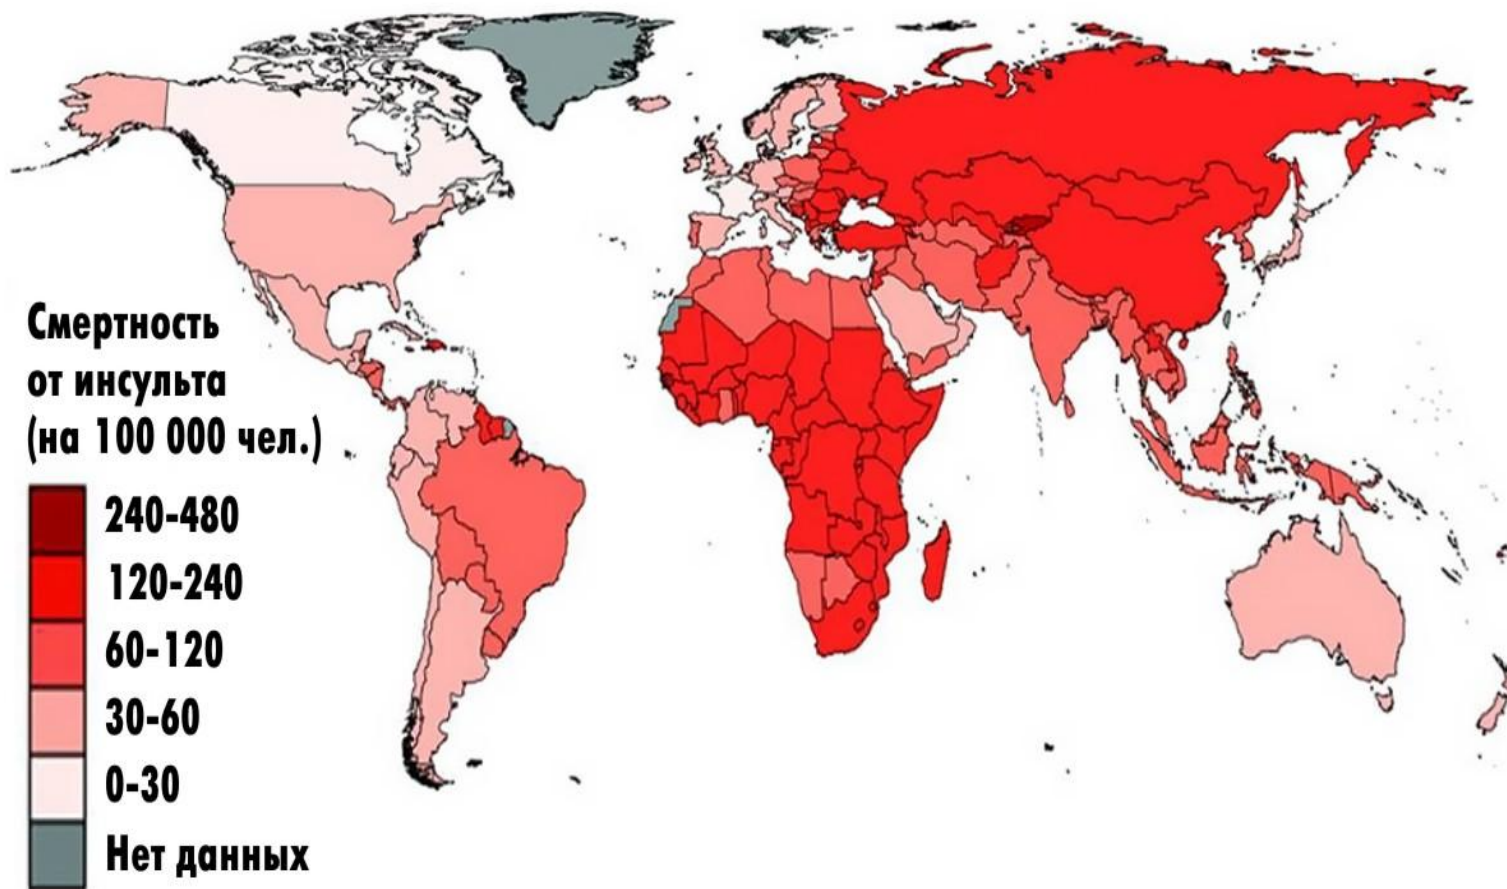 Смертность
от инсульта
(на 100 000 чел.)
240-480
120-240
60-120
30-60
0-30
Нет данных